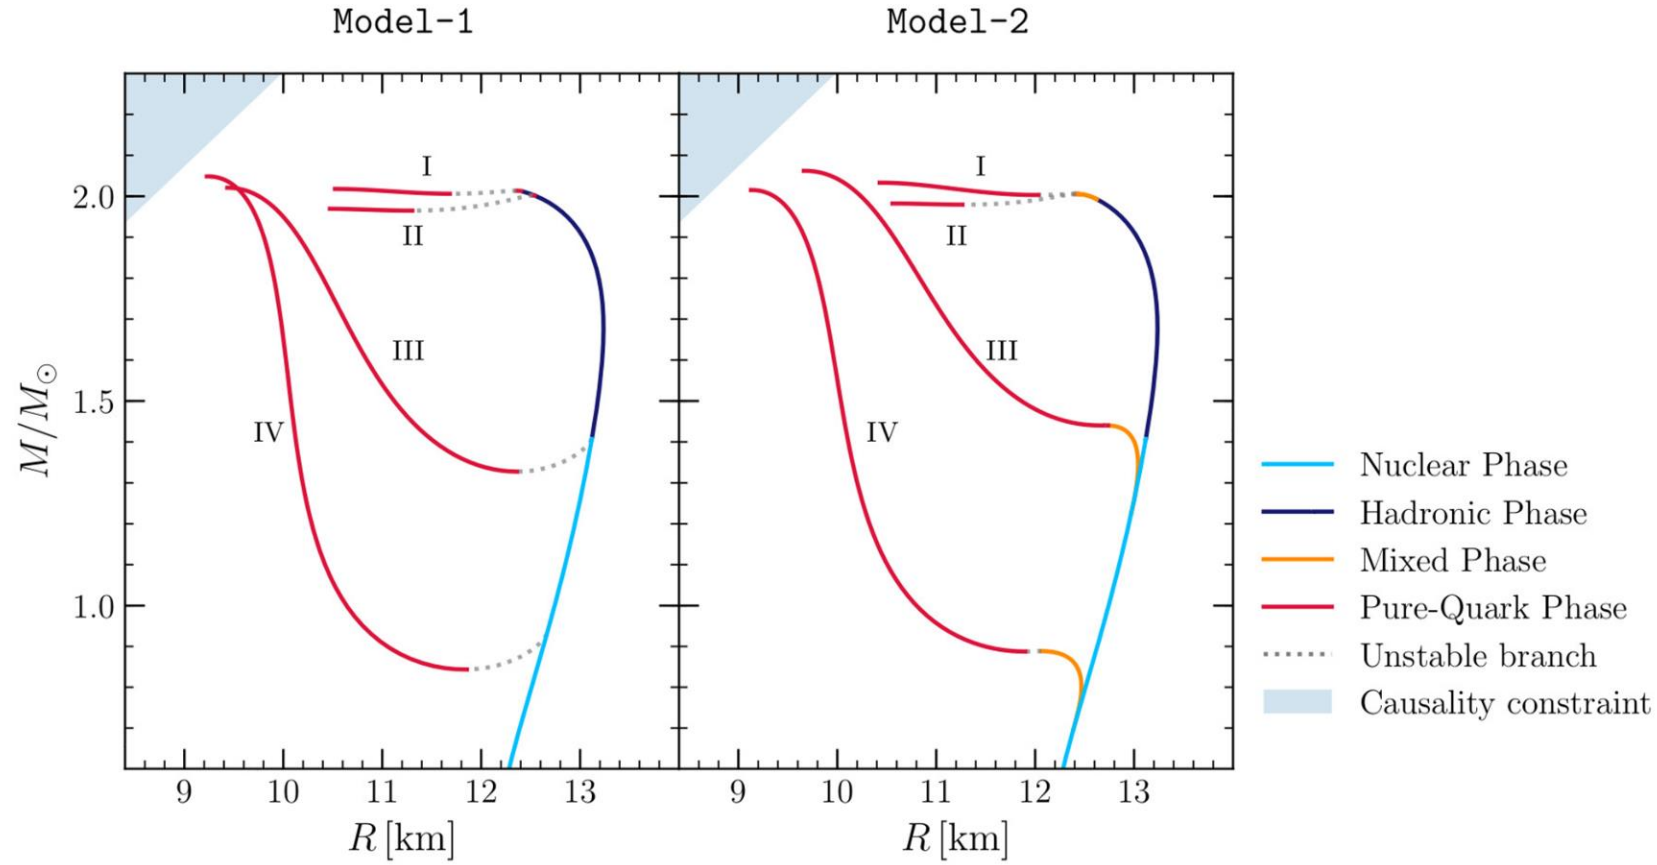 Model-1
Model-2
I
II
III
IV
I
II
III
IV
2.0
1.5
1.0
M/M⊙
9 10 11 12 13
9 10 11 12 13
R [km]
R [km]
Nuclear Phase
Hadronic Phase
Mixed Phase
Pure-Quark Phase
Unstable branch
Causality constraint